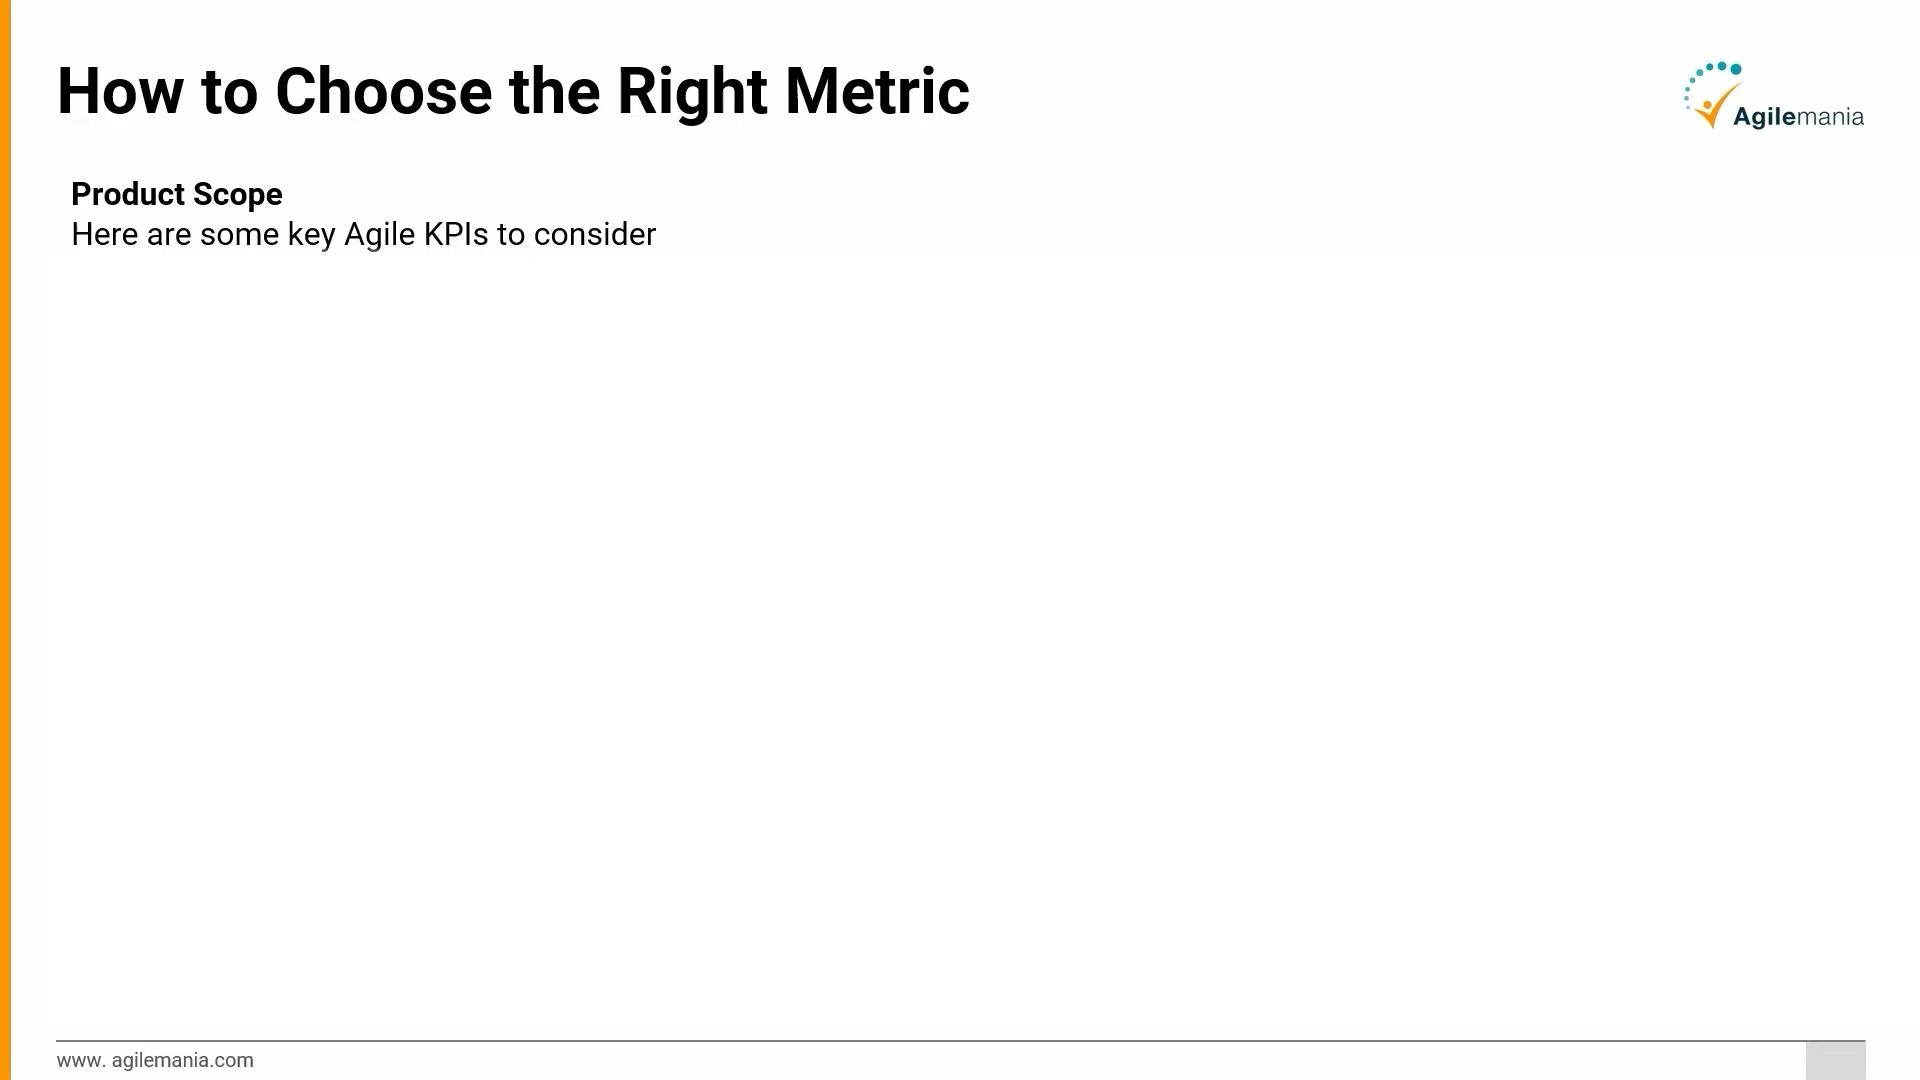 How to Choose the Right Metric
Agilemania
Product Scope
Here are some key Agile KPIs to consider
www. agilemania.com